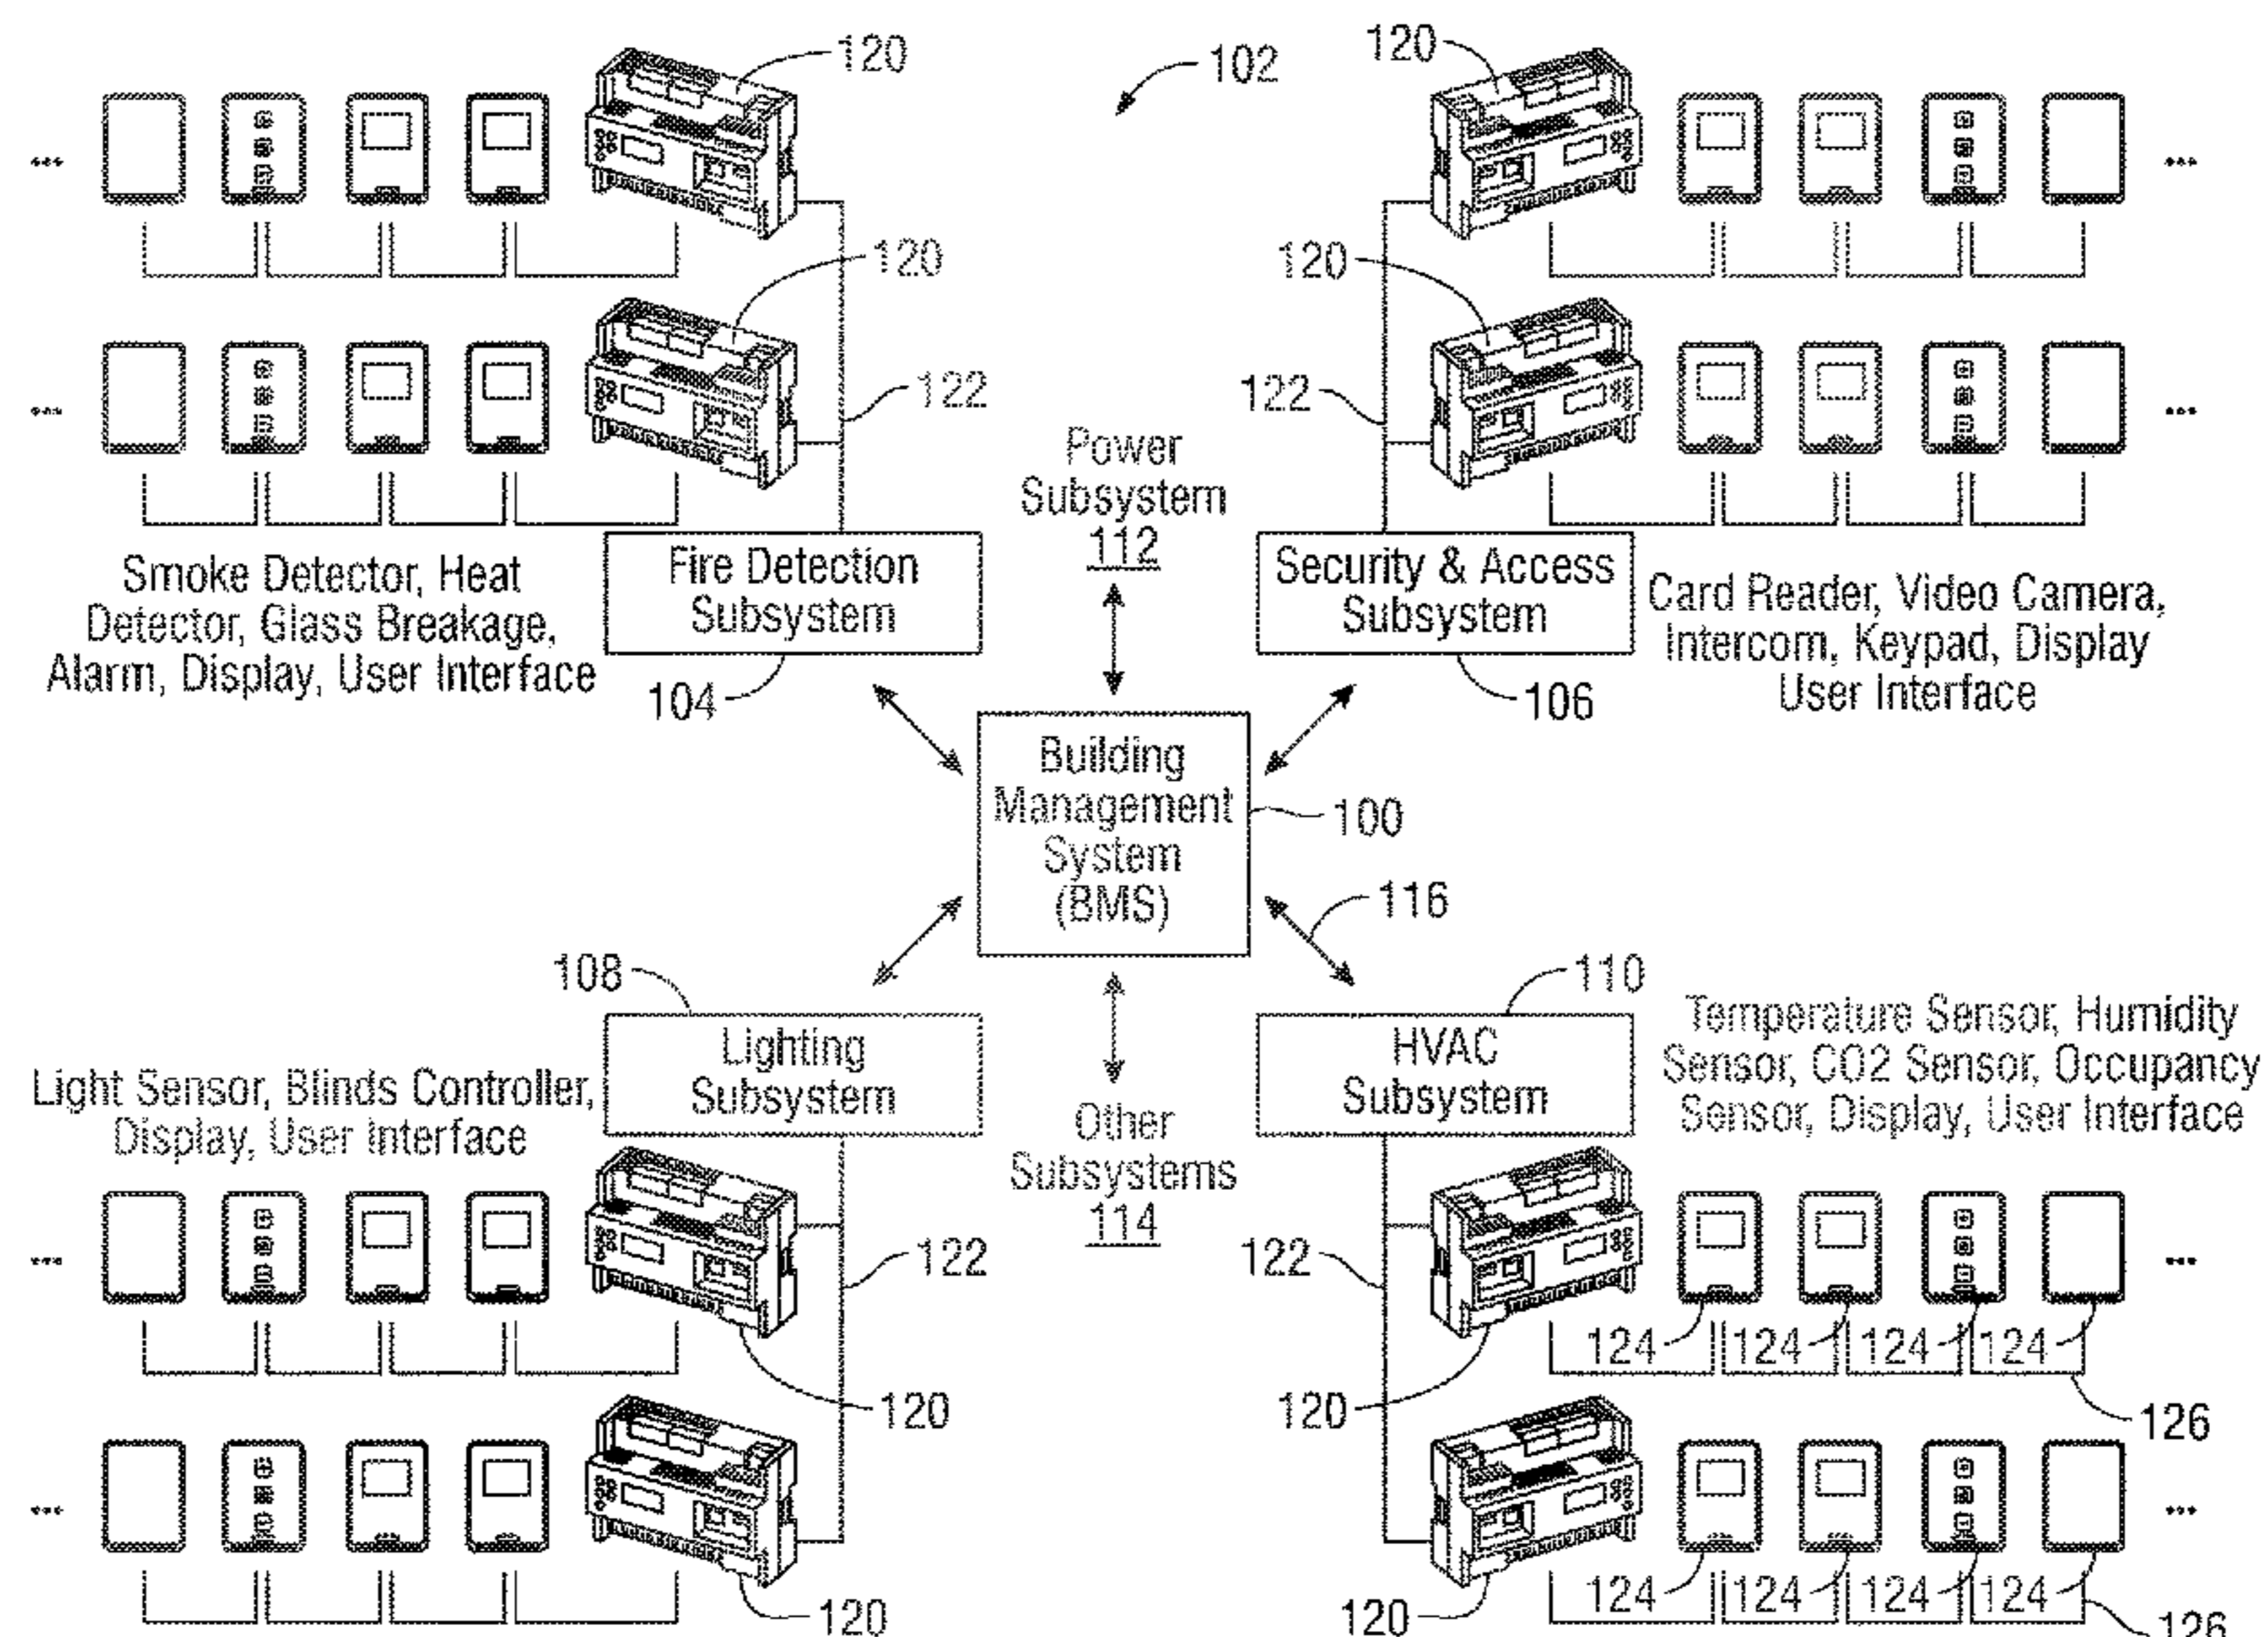 120
102
120
120
120
122
122
Power
Subsystem
112
Fire Detection
Subsystem
Security & Access
Subsystem
Smoke Detector, Heat
Detector, Glass Breakage,
Alarm, Display, User Interface
Card Reader, Video Camera,
Intercom, Keypad, Display
User Interface
104
106
Building
Management
System
(BMS)
100
116
108
110
Lighting
Subsystem
HVAC
Subsystem
Light Sensor, Blinds Controller,
Display, User Interface
Temperature Sensor, Humidity
Sensor, CO2 Sensor, Occupancy
Sensor, Display, User Interface
Other
Subsystems
114
122
122
124 124 124 124
120
120
126
124 124 124 124
120
120
126